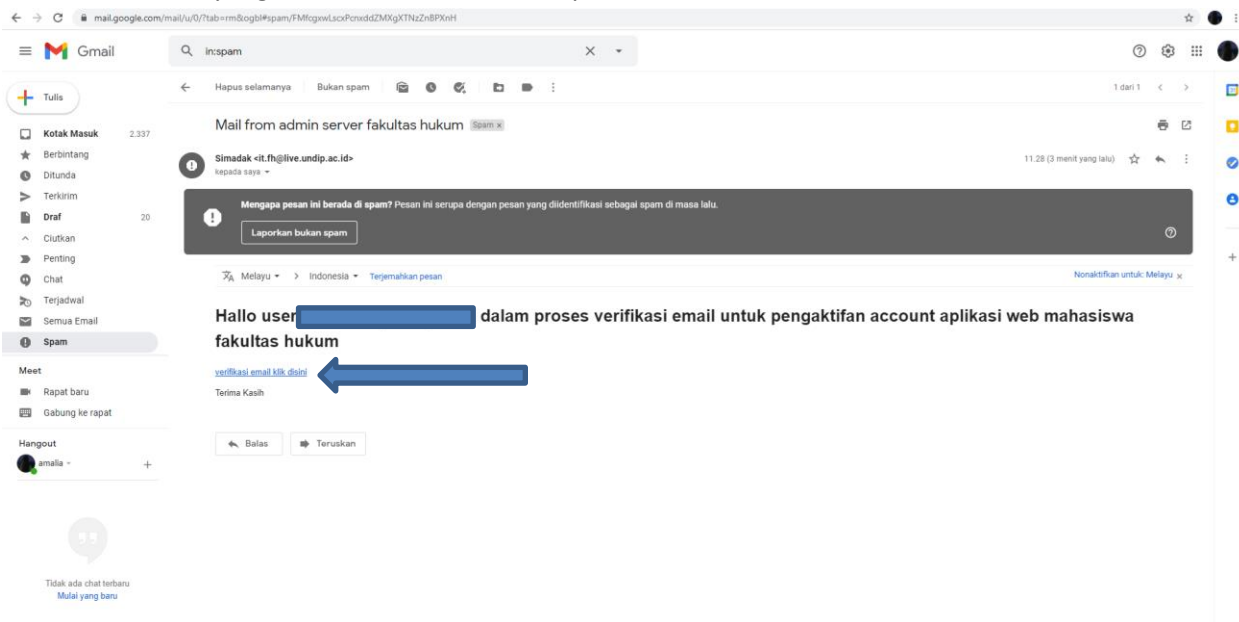 mail.google.com/mail/u/0/?tab=rm&ogbl#spam/FMfcgxwLscxPcnxddZMXgXTNzZn8PXnH
Gmail
in:spam
Tulis
Hapus selamanya Bukan spam
1 dari 1
Kotak Masuk 2.337
Berbintang
Ditunda
Terkirim
Draf 20
Ciutkan
Penting
Chat
Terjadwal
Semua Email
Spam
Meet
Rapat baru
Gabung ke rapat
Hangout
amalia
Tidak ada chat terbaru
Mulai yang baru
Mail from admin server fakultas hukum Spam x
Simadak <it.fh@live.undip.ac.id>
11.28 (3 menit yang lalu)
kepada saya
Mengapa pesan ini berada di spam? Pesan ini serupa dengan pesan yang diidentifikasi sebagai spam di masa lalu.
Laporkan bukan spam
Melayu > Indonesia Terjemahkan pesan
Nonaktifkan untuk: Melayu x
Hallo user dalam proses verifikasi email untuk pengaktifan account aplikasi web mahasiswa
fakultas hukum
verifikasi email klik disini
Terima Kasih
Balas Teruskan